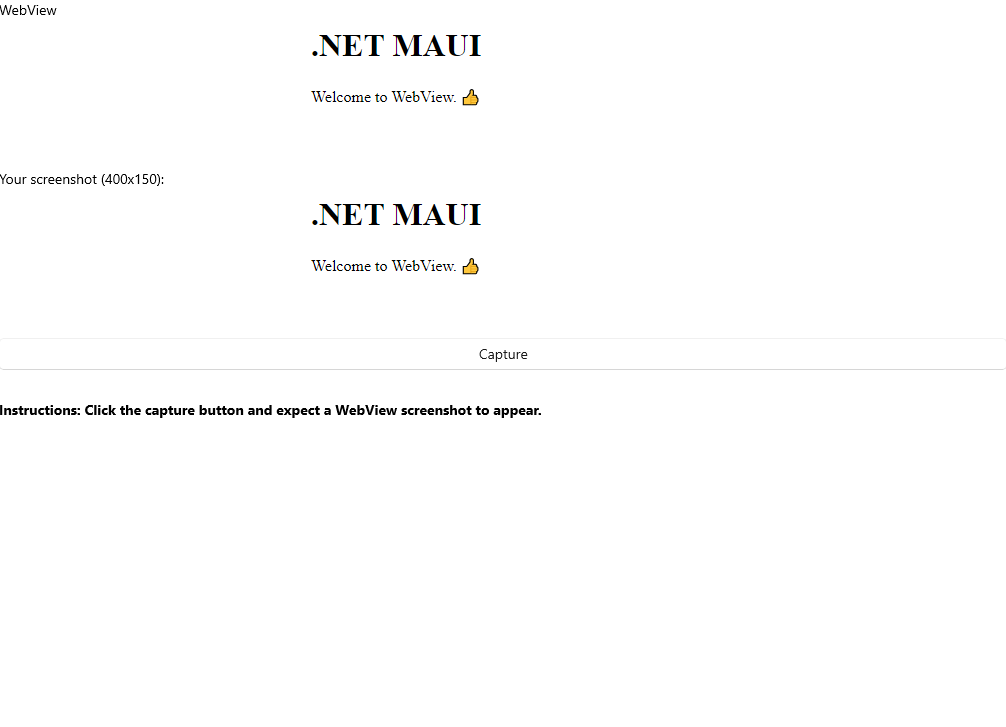 WebView
.NET MAUI
Welcome to WebView. 👍
Your screenshot (400x150):
.NET MAUI
Welcome to WebView. 👍
Capture
Instructions: Click the capture button and expect a WebView screenshot to appear.